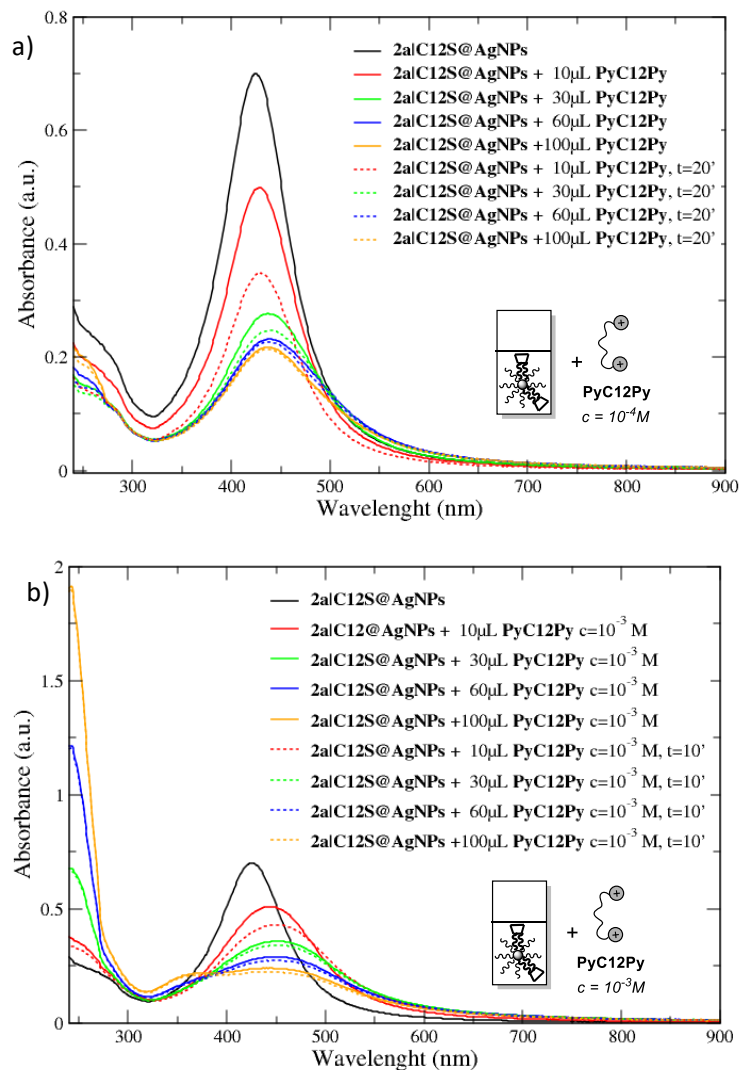 a)
0.8
0.6
0.4
0.2
0
Absorbance (a.u.)
2a|C12S@AgNPs
2a|C12S@AgNPs + 10μL PyC12Py
2a|C12S@AgNPs + 30μL PyC12Py
2a|C12S@AgNPs + 60μL PyC12Py
2a|C12S@AgNPs +100μL PyC12Py
2a|C12S@AgNPs + 10μL PyC12Py, t=20'
2a|C12S@AgNPs + 30μL PyC12Py, t=20'
2a|C12S@AgNPs + 60μL PyC12Py, t=20'
2a|C12S@AgNPs +100μL PyC12Py, t=20'
+
+
+
PyC12Py
c = 10⁻⁴M
300 400 500 600 700 800 900
Wavelenght (nm)
b)
2
1.5
1
0.5
0
Absorbance (a.u.)
2a|C12S@AgNPs
2a|C12@AgNPs + 10μL PyC12Py c=10⁻³ M
2a|C12S@AgNPs + 30μL PyC12Py c=10⁻³ M
2a|C12S@AgNPs + 60μL PyC12Py c=10⁻³ M
2a|C12S@AgNPs +100μL PyC12Py c=10⁻³ M
2a|C12S@AgNPs + 10μL PyC12Py c=10⁻³ M, t=10'
2a|C12S@AgNPs + 30μL PyC12Py c=10⁻³ M, t=10'
2a|C12S@AgNPs + 60μL PyC12Py c=10⁻³ M, t=10'
2a|C12S@AgNPs +100μL PyC12Py c=10⁻³ M, t=10'
+
+
+
PyC12Py
c = 10⁻³M
300 400 500 600 700 800 900
Wavelenght (nm)